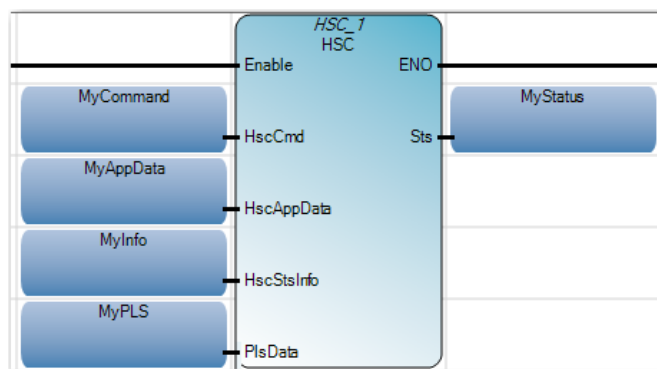 HSC_1
HSC
Enable ENO
MyCommand MyStatus
HscCmd Sts
MyAppData
HscAppData
MyInfo
HscStsInfo
MyPLS
PlsData